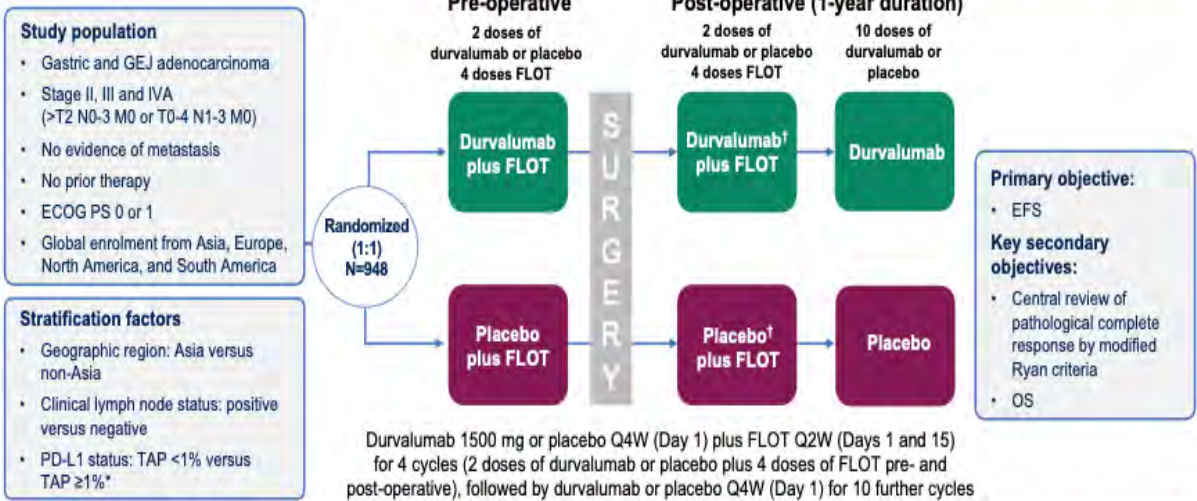 Study population
• Gastric and GEJ adenocarcinoma
• Stage II, III and IVA
(>T2 N0-3 M0 or T0-4 N1-3 M0)
• No evidence of metastasis
• No prior therapy
• ECOG PS 0 or 1
• Global enrolment from Asia, Europe,
North America, and South America
Stratification factors
• Geographic region: Asia versus
non-Asia
• Clinical lymph node status: positive
versus negative
• PD-L1 status: TAP <1% versus
TAP ≥1%*
Randomized
(1:1)
N=948
Pre-operative
2 doses of
durvalumab or placebo
4 doses FLOT
Post-operative (1-year duration)
2 doses of
durvalumab or placebo
4 doses FLOT
10 doses of
durvalumab or
placebo
Durvalumab
plus FLOT
SURGERY
Durvalumab†
plus FLOT
Durvalumab
Placebo
plus FLOT
Placebo†
plus FLOT
Placebo
Durvalumab 1500 mg or placebo Q4W (Day 1) plus FLOT Q2W (Days 1 and 15)
for 4 cycles (2 doses of durvalumab or placebo plus 4 doses of FLOT pre- and
post-operative), followed by durvalumab or placebo Q4W (Day 1) for 10 further cycles
Primary objective:
• EFS
Key secondary
objectives:
• Central review of
pathological complete
response by modified
Ryan criteria
• OS